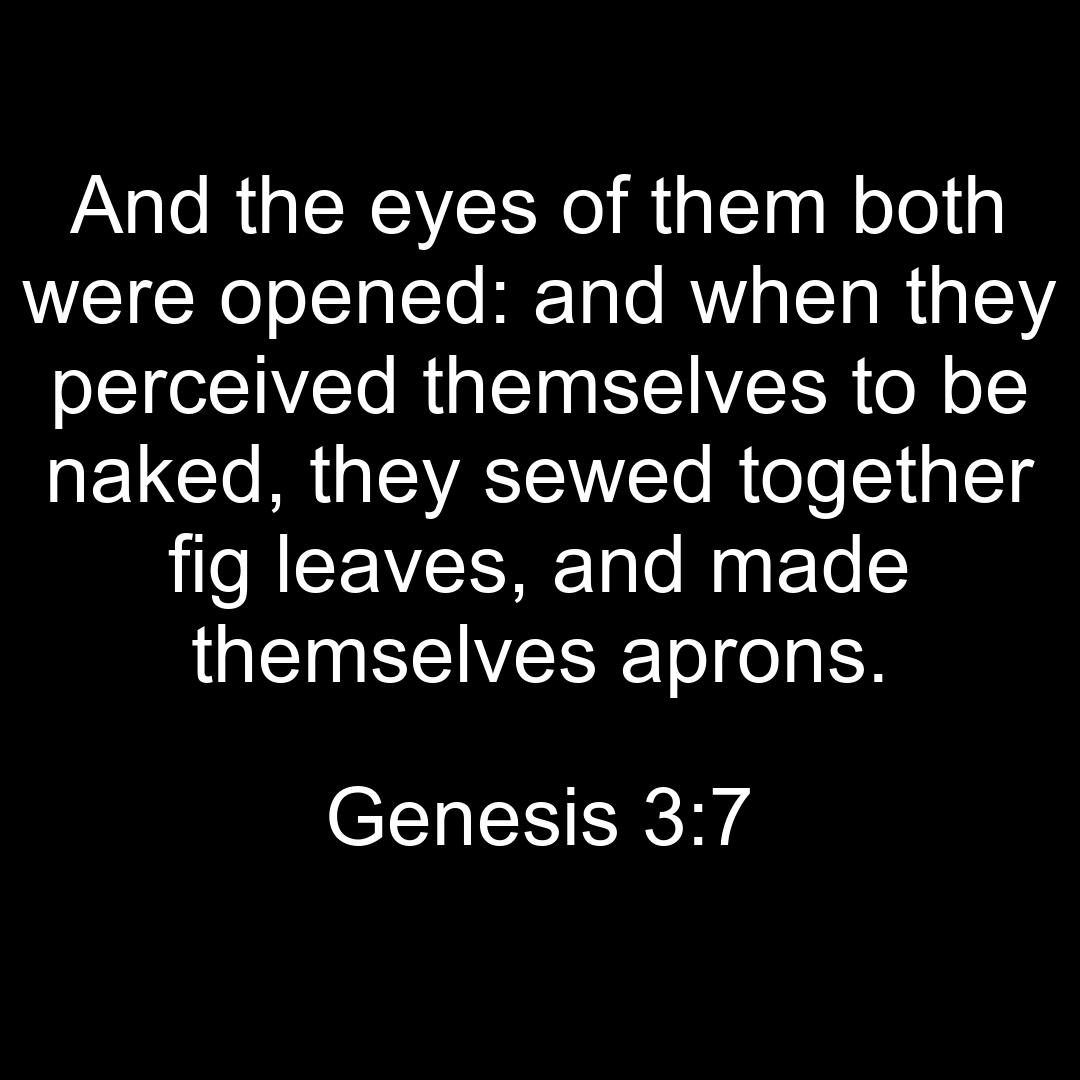 And the eyes of them both
were opened: and when they
perceived themselves to be
naked, they sewed together
fig leaves, and made
themselves aprons.
Genesis 3:7